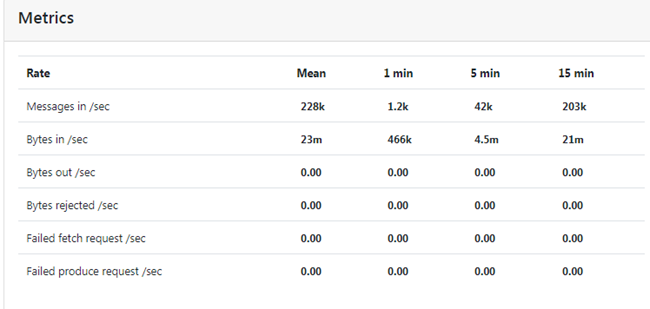 Metrics
Rate Mean 1 min 5 min 15 min
Messages in /sec 228k 1.2k 42k 203k
Bytes in /sec 23m 466k 4.5m 21m
Bytes out /sec 0.00 0.00 0.00 0.00
Bytes rejected /sec 0.00 0.00 0.00 0.00
Failed fetch request /sec 0.00 0.00 0.00 0.00
Failed produce request /sec 0.00 0.00 0.00 0.00